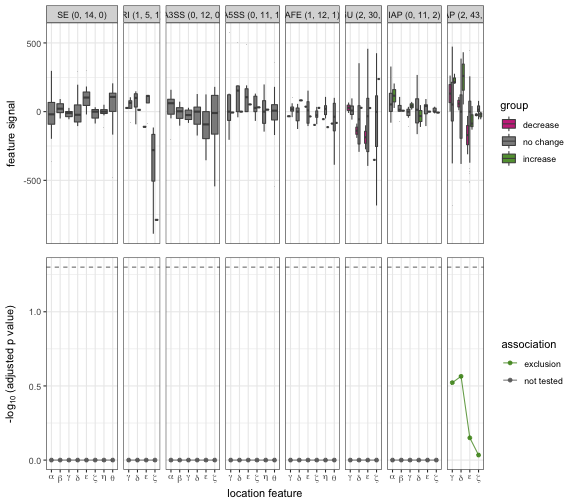 SE (0, 14, 0)
RI (1, 5, 1
A3SS (0, 12, 0
A5SS (0, 11, 1
AFE (1, 12, 1)
IU (2, 30,
IAP (0, 11, 2)
AP (2, 43,
500
0
-500
feature signal
group
decrease
no change
increase
1.0
0.5
0.0
-log10 (adjusted p value)
association
exclusion
not tested
α β γ δ ε ζ η θ
γ δ ε ζ
α β γ δ ε ζ η θ
γ δ ε ζ η θ
α β γ δ ε ζ
α β γ δ ε ζ
α β γ δ ε ζ
γ δ ε ζ
location feature